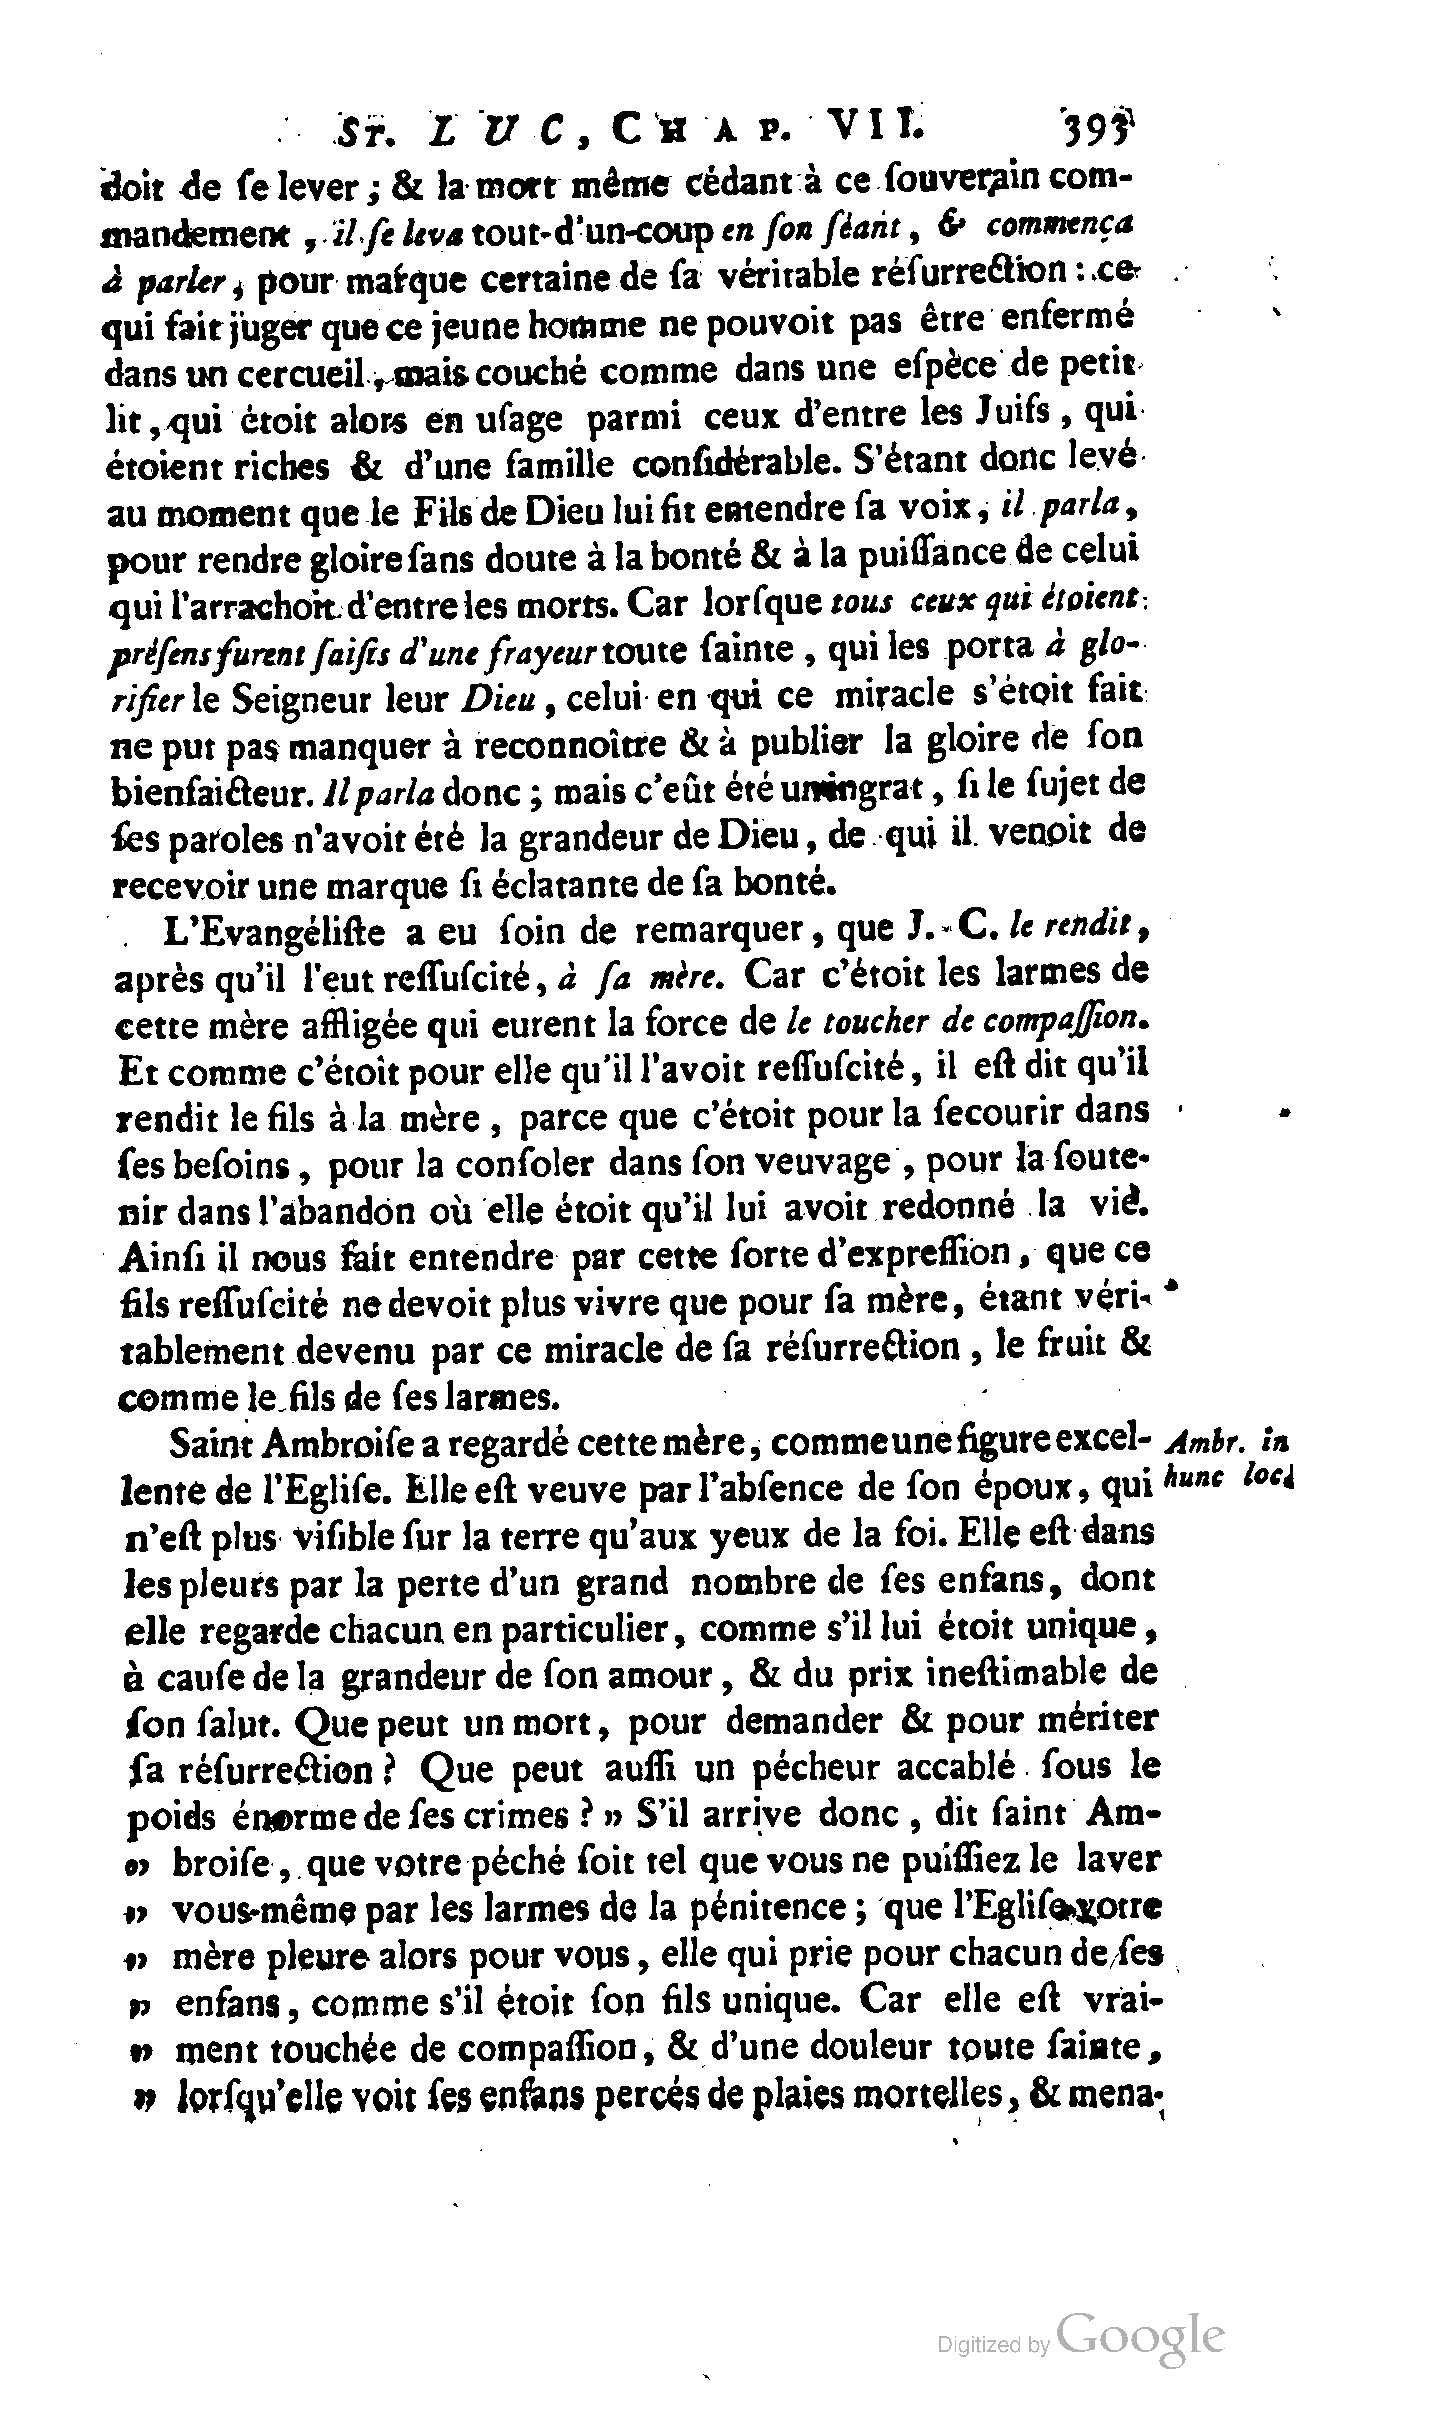 ST. LUC, CHAP. VII. 393
doit de ſe lever ; & la mort même cédant à ce ſouverain com-
mandement , il ſe leva tout-d'un-coup en ſon ſéant , & commença
à parler , pour marque certaine de ſa véritable réſurrection : ce
qui fait juger que ce jeune homme ne pouvoit pas être enfermé
dans un cercueil , mais couché comme dans une eſpèce de petit
lit , qui étoit alors en uſage parmi ceux d'entre les Juifs , qui
étoient riches & d'une famille conſidérable. S'étant donc levé
au moment que le Fils de Dieu lui fit entendre ſa voix , il parla ,
pour rendre gloire ſans doute à la bonté & à la puiſſance de celui
qui l'arrachoit d'entre les morts. Car lorſque tous ceux qui étoient
préſens furent ſaiſis d'une frayeur toute ſainte , qui les porta à glo-
rifier le Seigneur leur Dieu , celui en qui ce miracle s'étoit fait
ne put pas manquer à reconnoître & à publier la gloire de ſon
bienfaicteur. Il parla donc ; mais c'eût été un ingrat , ſi le ſujet de
ſes paroles n'avoit été la grandeur de Dieu , de qui il venoit de
recevoir une marque ſi éclatante de ſa bonté.
L'Evangéliſte a eu ſoin de remarquer , que J. C. le rendit ,
après qu'il l'eut reſſuſcité , à ſa mère. Car c'étoit les larmes de
cette mère affligée qui eurent la force de le toucher de compaſſion.
Et comme c'étoit pour elle qu'il l'avoit reſſuſcité , il eſt dit qu'il
rendit le fils à la mère , parce que c'étoit pour la ſecourir dans
ſes beſoins , pour la conſoler dans ſon veuvage , pour la ſoute-
nir dans l'abandon où elle étoit qu'il lui avoit redonné la vie.
Ainſi il nous fait entendre par cette ſorte d'expreſſion , que ce
fils reſſuſcité ne devoit plus vivre que pour ſa mère , étant véri-
tablement devenu par ce miracle de ſa réſurrection , le fruit &
comme le fils de ſes larmes.
Saint Ambroiſe a regardé cette mère , comme une figure excel- Ambr. in
lente de l'Egliſe. Elle eſt veuve par l'abſence de ſon époux , qui hunc loc.
n'eſt plus viſible ſur la terre qu'aux yeux de la foi. Elle eſt dans
les pleurs par la perte d'un grand nombre de ſes enfans , dont
elle regarde chacun en particulier , comme s'il lui étoit unique ,
à cauſe de la grandeur de ſon amour , & du prix ineſtimable de
ſon ſalut. Que peut un mort , pour demander & pour mériter
ſa réſurrection ? Que peut auſſi un pécheur accablé ſous le
poids énorme de ſes crimes ? » S'il arrive donc , dit ſaint Am-
» broiſe , que votre péché ſoit tel que vous ne puiſſiez le laver
» vous-même par les larmes de la pénitence ; que l'Egliſe votre
» mère pleure alors pour vous , elle qui prie pour chacun de ſes
» enfans , comme s'il étoit ſon fils unique. Car elle eſt vrai-
» ment touchée de compaſſion , & d'une douleur toute ſainte ,
» lorſqu'elle voit ſes enfans percés de plaies mortelles , & mena-
Digitized by Google